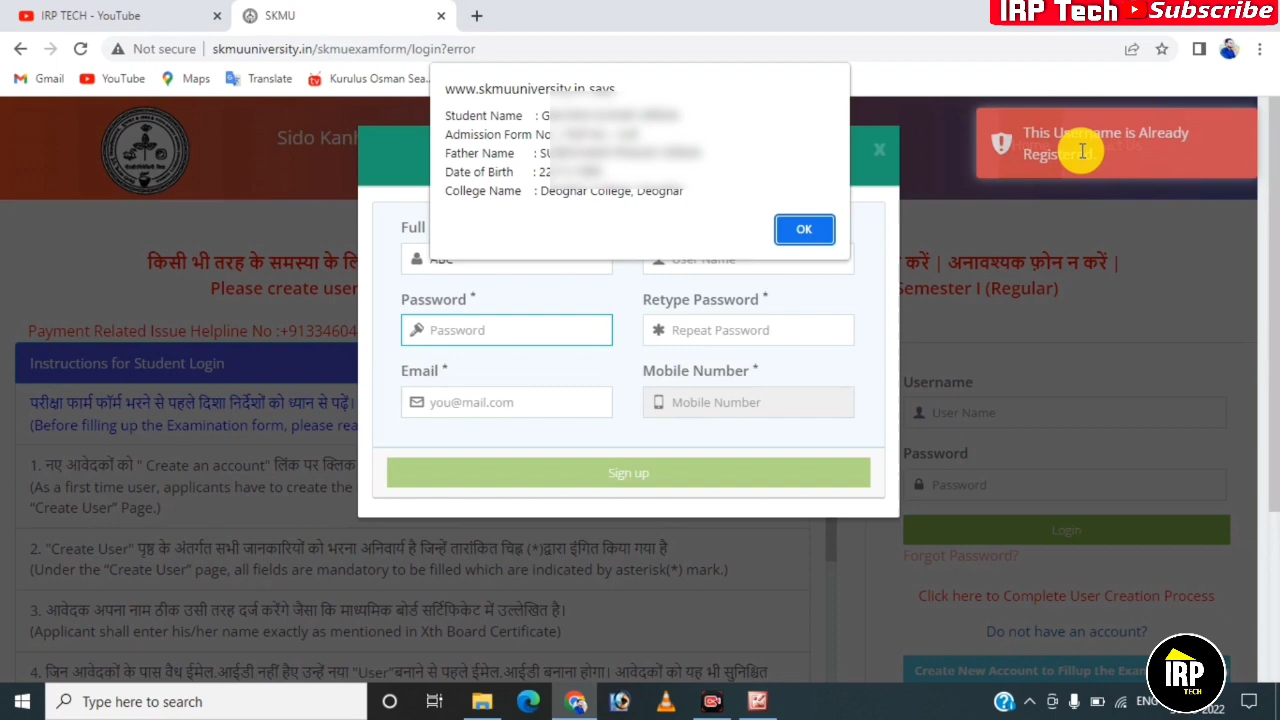 IRP TECH - YouTube
SKMU
IRP Tech Subscribe
Not secure
skmuuniversity.in/skmuexamform/login?error
Gmail
YouTube
Maps
Translate
Kurulus Osman Sea...
www.skmuuniversity.in says
Student Name :
Admission Form No
Father Name :
Date of Birth : 22
College Name : Deoghar College, Deoghar
OK
Sido Kanh
This Username is Already
Registered
X
Full
ABC
User Name
Password *
Password
Retype Password *
Repeat Password
Email *
you@mail.com
Mobile Number *
Mobile Number
Sign up
किसी भी तरह के समस्या के लि
करें | अनावश्यक फ़ोन न करें |
Please create user
Semester I (Regular)
Payment Related Issue Helpline No :+91334604
Instructions for Student Login
परीक्षा फार्म फॉर्म भरने से पहले दिशा निर्देशों को ध्यान से पढ़ें।
(Before filling up the Examination form, please rea
1. नए आवेदकों को " Create an account" लिंक पर क्लिक
(As a first time user, applicants have to create the
“Create User” Page.)
2. "Create User" पृष्ठ के अंतर्गत सभी जानकारियों को भरना अनिवार्य है जिन्हें तारांकित चिह्न (*)द्वारा इंगित किया गया है
(Under the “Create User” page, all fields are mandatory to be filled which are indicated by asterisk(*) mark.)
3. आवेदक अपना नाम ठीक उसी तरह दर्ज करेंगे जैसा कि माध्यमिक बोर्ड सर्टिफिकेट में उल्लेखित है।
(Applicant shall enter his/her name exactly as mentioned in Xth Board Certificate)
4. जिन आवेदकों के पास वैध ईमेल.आईडी नहीं हैए उन्हें नया "User"बनाने से पहले ईमेल.आईडी बनाना होगा। आवेदकों को यह भी सुनिश्चित
Username
User Name
Password
Password
Login
Forgot Password?
Click here to Complete User Creation Process
Do not have an account?
Create New Account to Fillup the Exa
IRP
TECH
Type here to search
ENG
2022